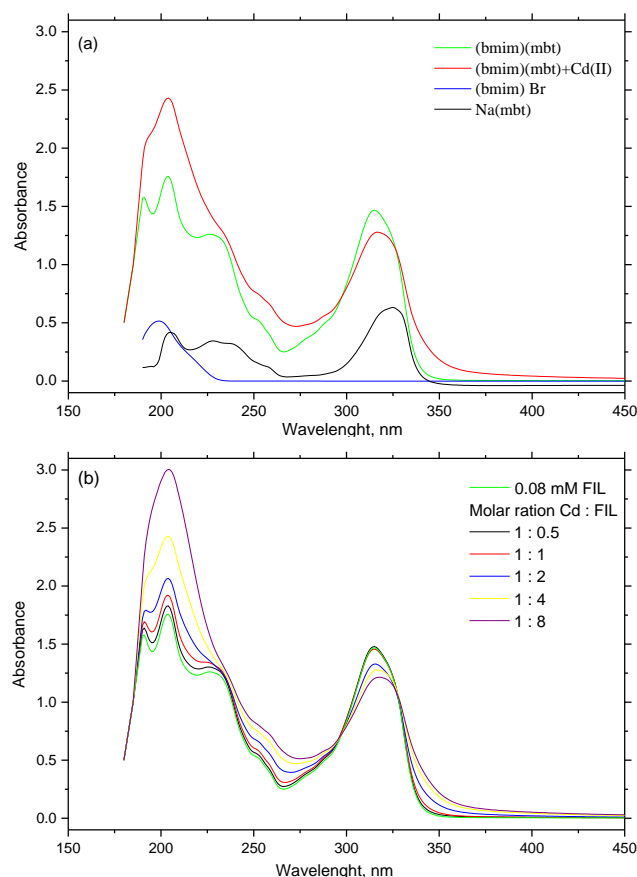 (a)
(bmim)(mbt)
(bmim)(mbt)+Cd(II)
(bmim) Br
Na(mbt)
Absorbance
3.0
2.5
2.0
1.5
1.0
0.5
0.0
150 200 250 300 350 400 450
Wavelenght, nm
(b)
0.08 mM FIL
Molar ration Cd : FIL
1 : 0.5
1 : 1
1 : 2
1 : 4
1 : 8
Absorbance
3.0
2.5
2.0
1.5
1.0
0.5
0.0
150 200 250 300 350 400 450
Wavelenght, nm